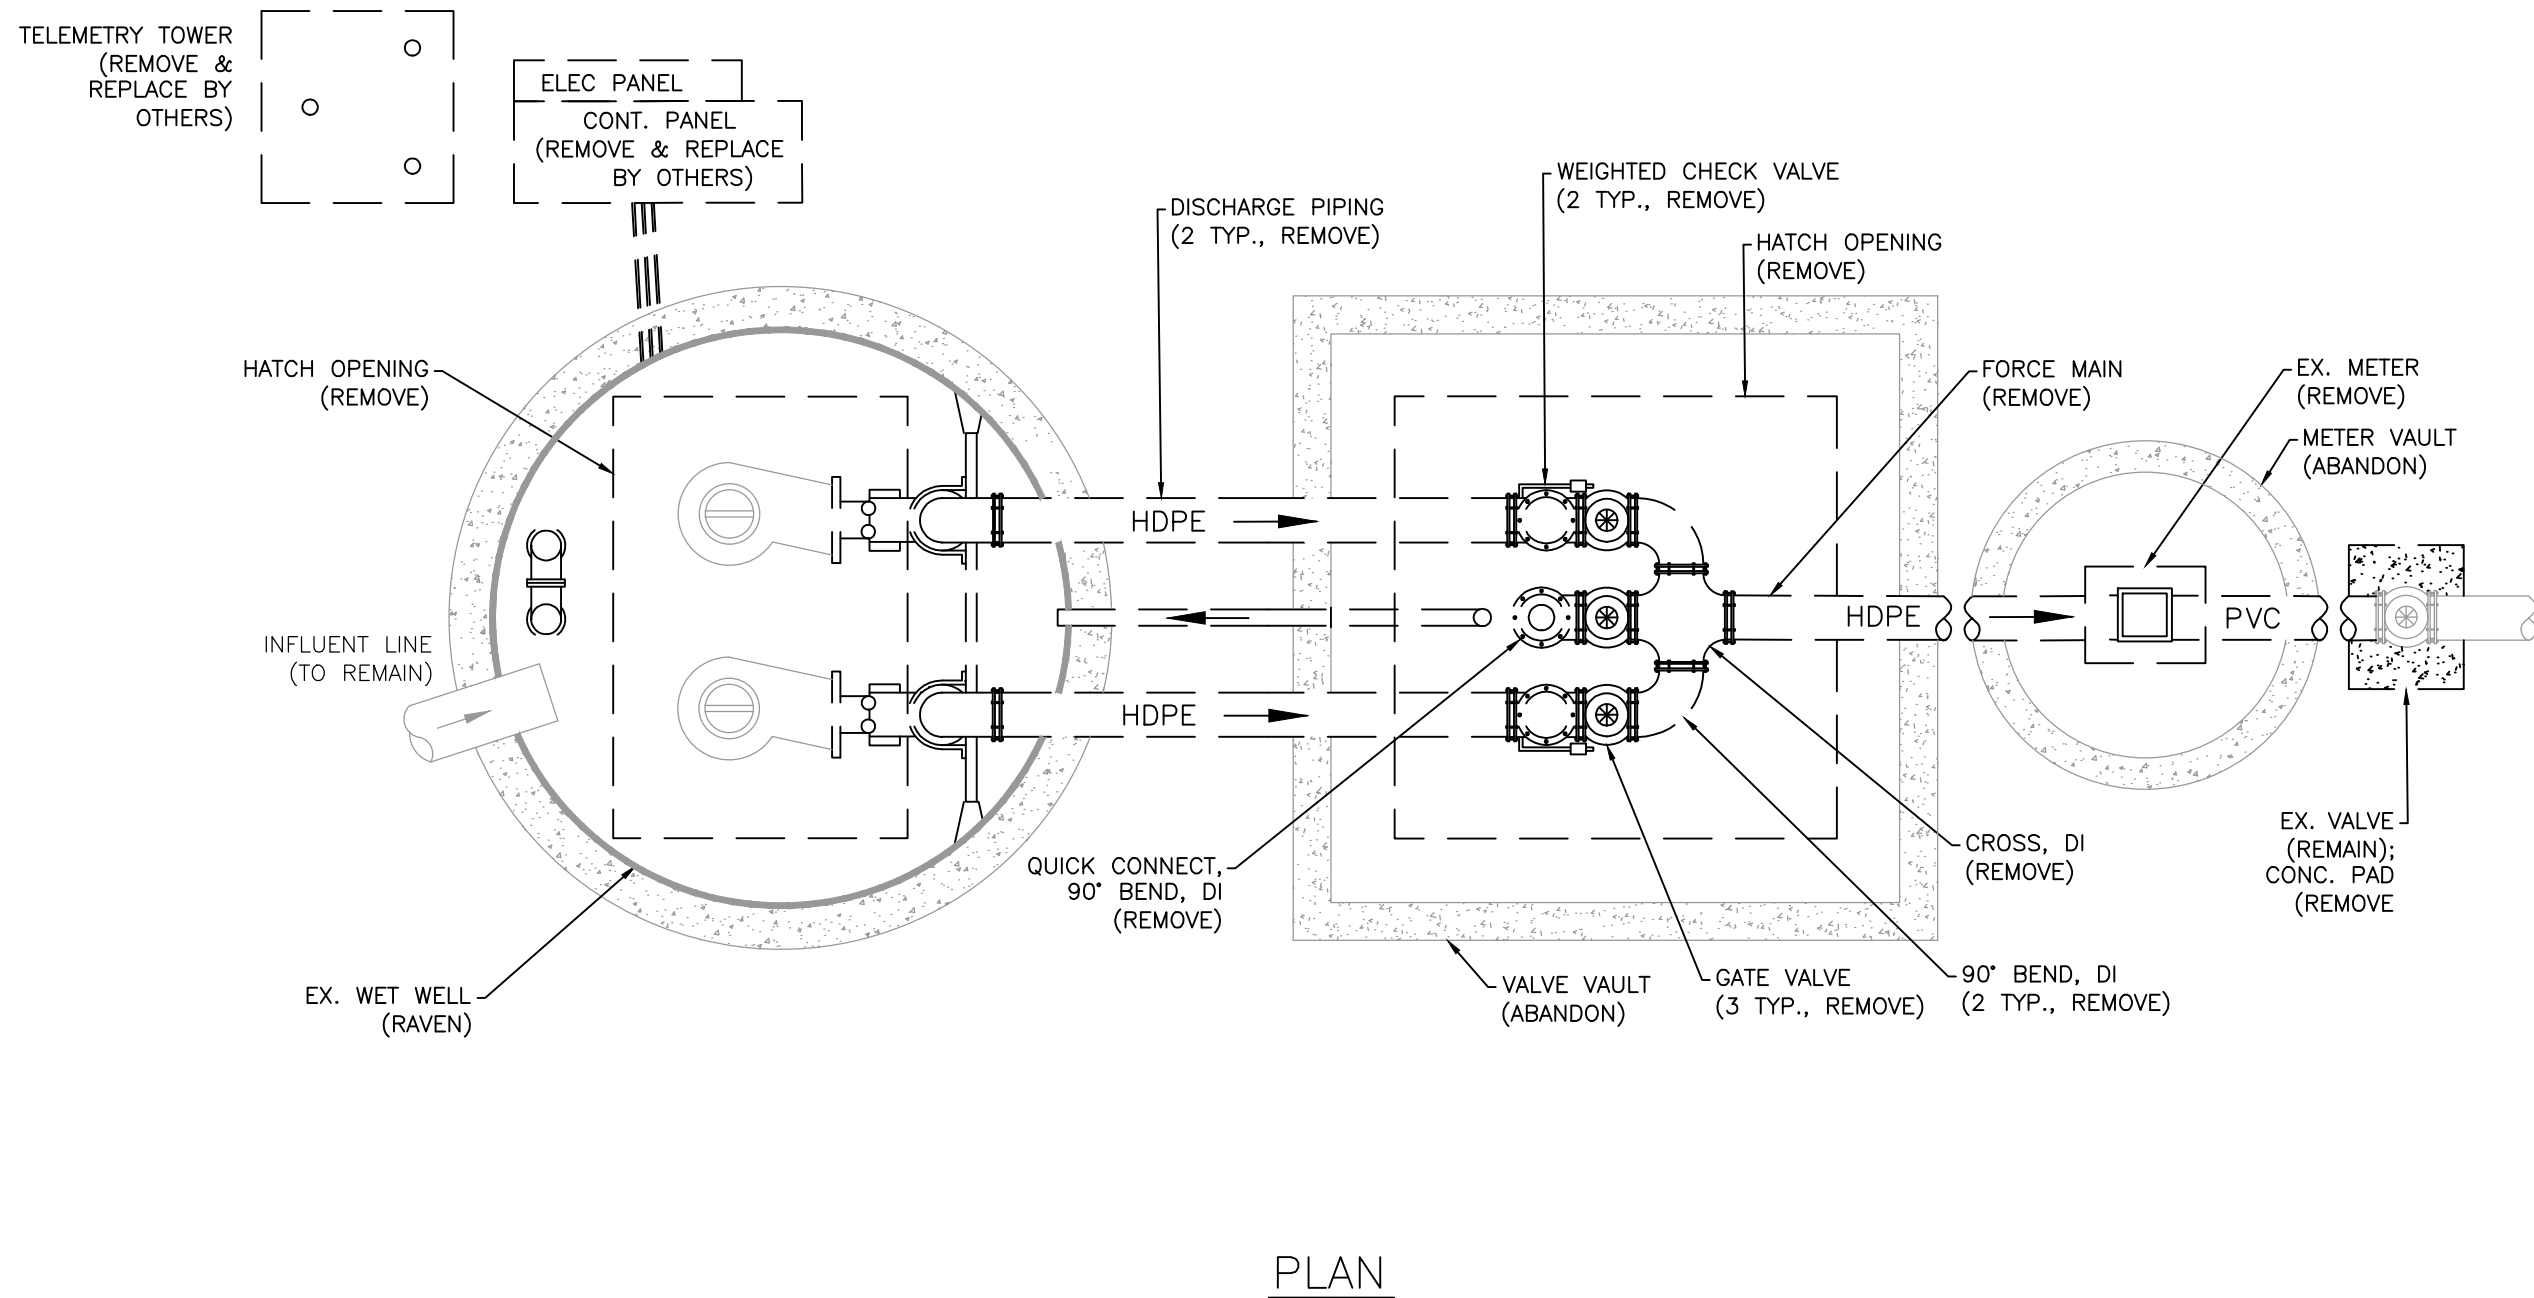 TELEMETRY TOWER
(REMOVE &
REPLACE BY
OTHERS)
ELEC PANEL
CONT. PANEL
(REMOVE & REPLACE
BY OTHERS)
DISCHARGE PIPING
(2 TYP., REMOVE)
WEIGHTED CHECK VALVE
(2 TYP., REMOVE)
HATCH OPENING
(REMOVE)
HATCH OPENING
(REMOVE)
FORCE MAIN
(REMOVE)
EX. METER
(REMOVE)
METER VAULT
(ABANDON)
HDPE
INFLUENT LINE
(TO REMAIN)
HDPE
PVC
HDPE
QUICK CONNECT,
90° BEND, DI
(REMOVE)
CROSS, DI
(REMOVE)
EX. VALVE
(REMAIN);
CONC. PAD
(REMOVE
EX. WET WELL
(RAVEN)
VALVE VAULT
(ABANDON)
GATE VALVE
(3 TYP., REMOVE)
90° BEND, DI
(2 TYP., REMOVE)
PLAN